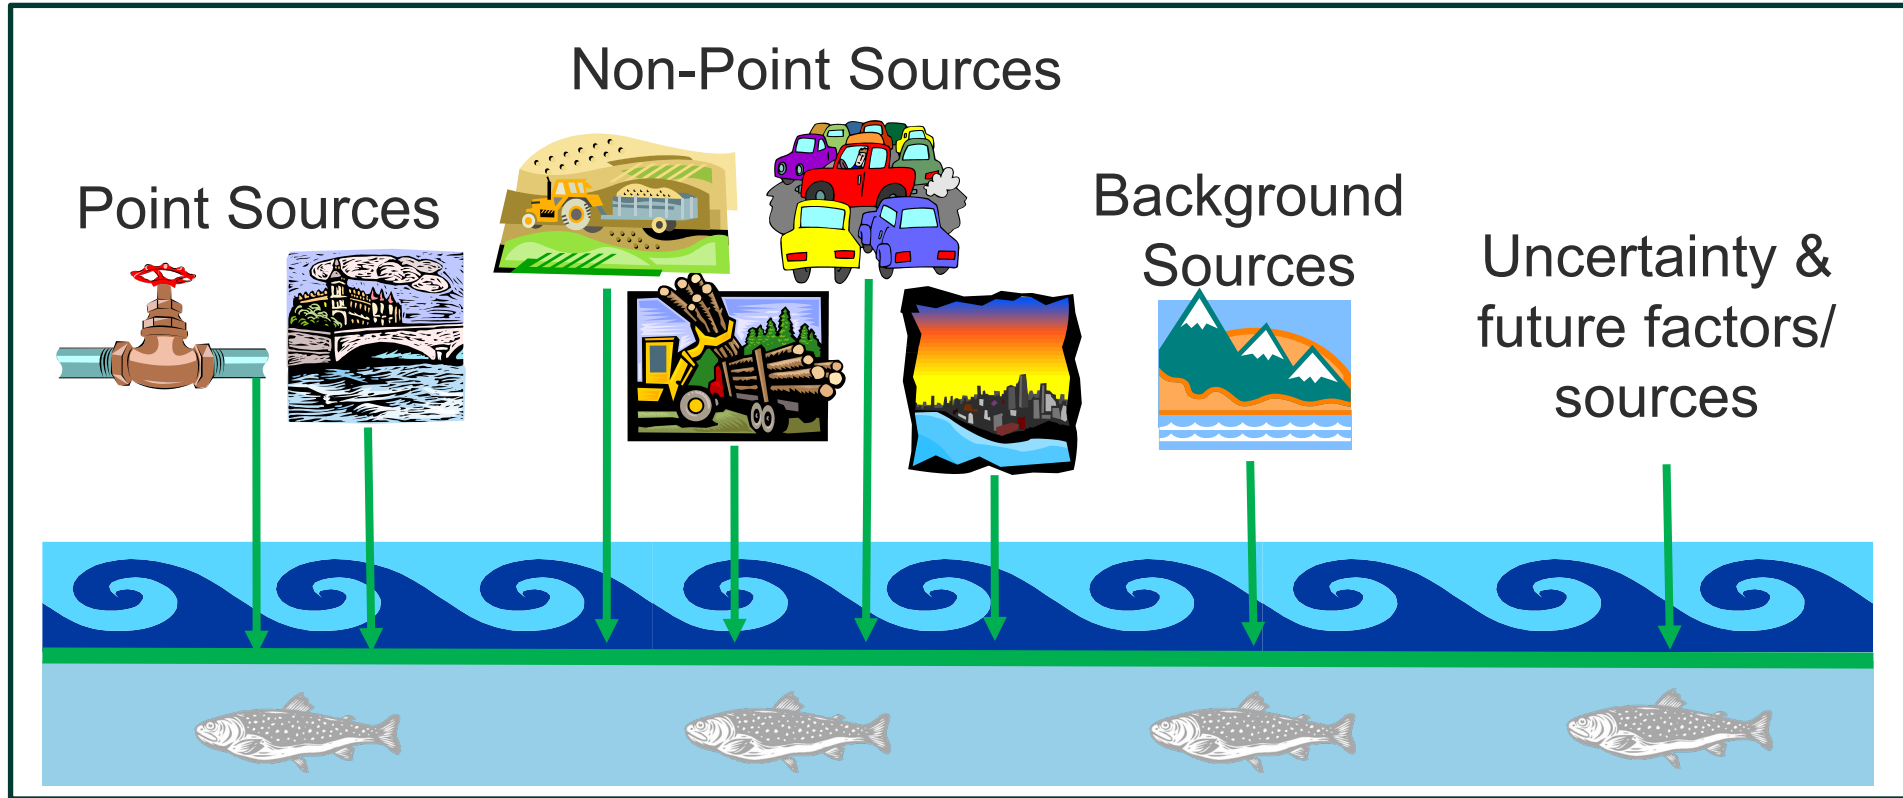 Non-Point Sources
Point Sources
Background
Sources
Uncertainty &
future factors/
sources